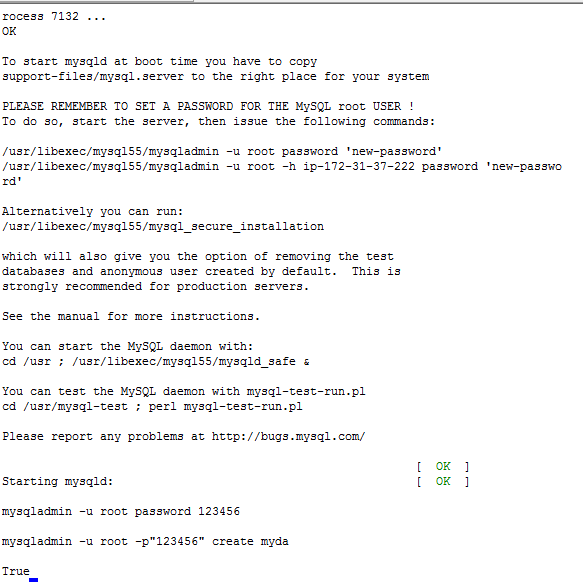 rocess 7132 ...
OK
To start mysqld at boot time you have to copy
support-files/mysql.server to the right place for your system
PLEASE REMEMBER TO SET A PASSWORD FOR THE MySQL root USER !
To do so, start the server, then issue the following commands:
/usr/libexec/mysql55/mysqladmin -u root password 'new-password'
/usr/libexec/mysql55/mysqladmin -u root -h ip-172-31-37-222 password 'new-passwo
rd'
Alternatively you can run:
/usr/libexec/mysql55/mysql_secure_installation
which will also give you the option of removing the test
databases and anonymous user created by default.  This is
strongly recommended for production servers.
See the manual for more instructions.
You can start the MySQL daemon with:
cd /usr ; /usr/libexec/mysql55/mysqld_safe &
You can test the MySQL daemon with mysql-test-run.pl
cd /usr/mysql-test ; perl mysql-test-run.pl
Please report any problems at http://bugs.mysql.com/
[  OK  ]
Starting mysqld:                                           [  OK  ]
mysqladmin -u root password 123456
mysqladmin -u root -p"123456" create myda
True